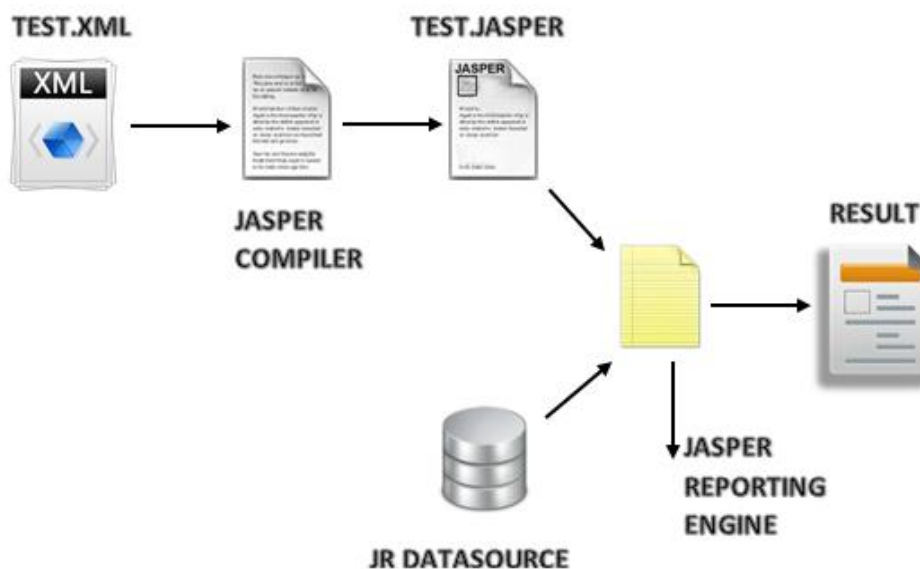 TEST.XML
XML
JASPER
COMPILER
TEST.JASPER
JASPER
RESULT
JR DATASOURCE
JASPER
REPORTING
ENGINE